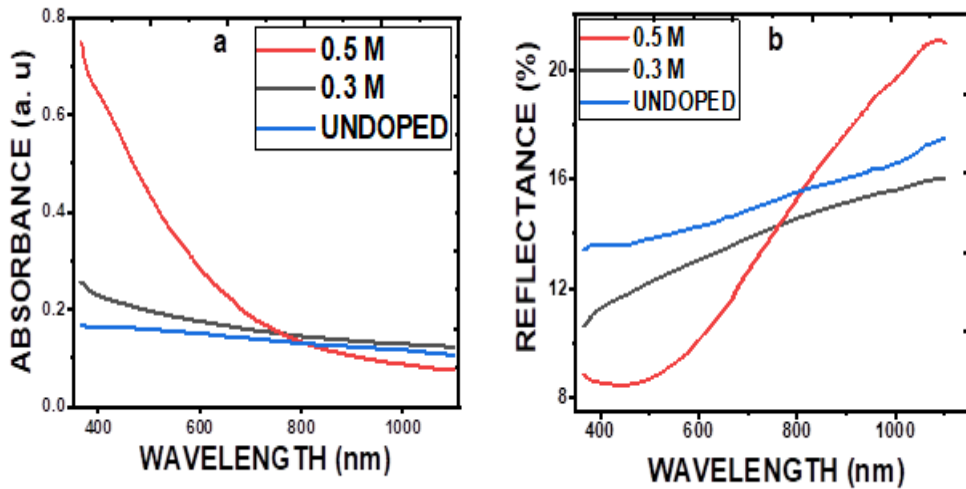 a
0.5 M
0.3 M
UNDOPED
ABSORBANCE (a. u)
0.8
0.6
0.4
0.2
0.0
400 600 800 1000
WAVELENGTH (nm)
b
0.5 M
0.3 M
UNDOPED
REFLECTANCE (%)
20
16
12
8
400 600 800 1000
WAVELENGTH (nm)